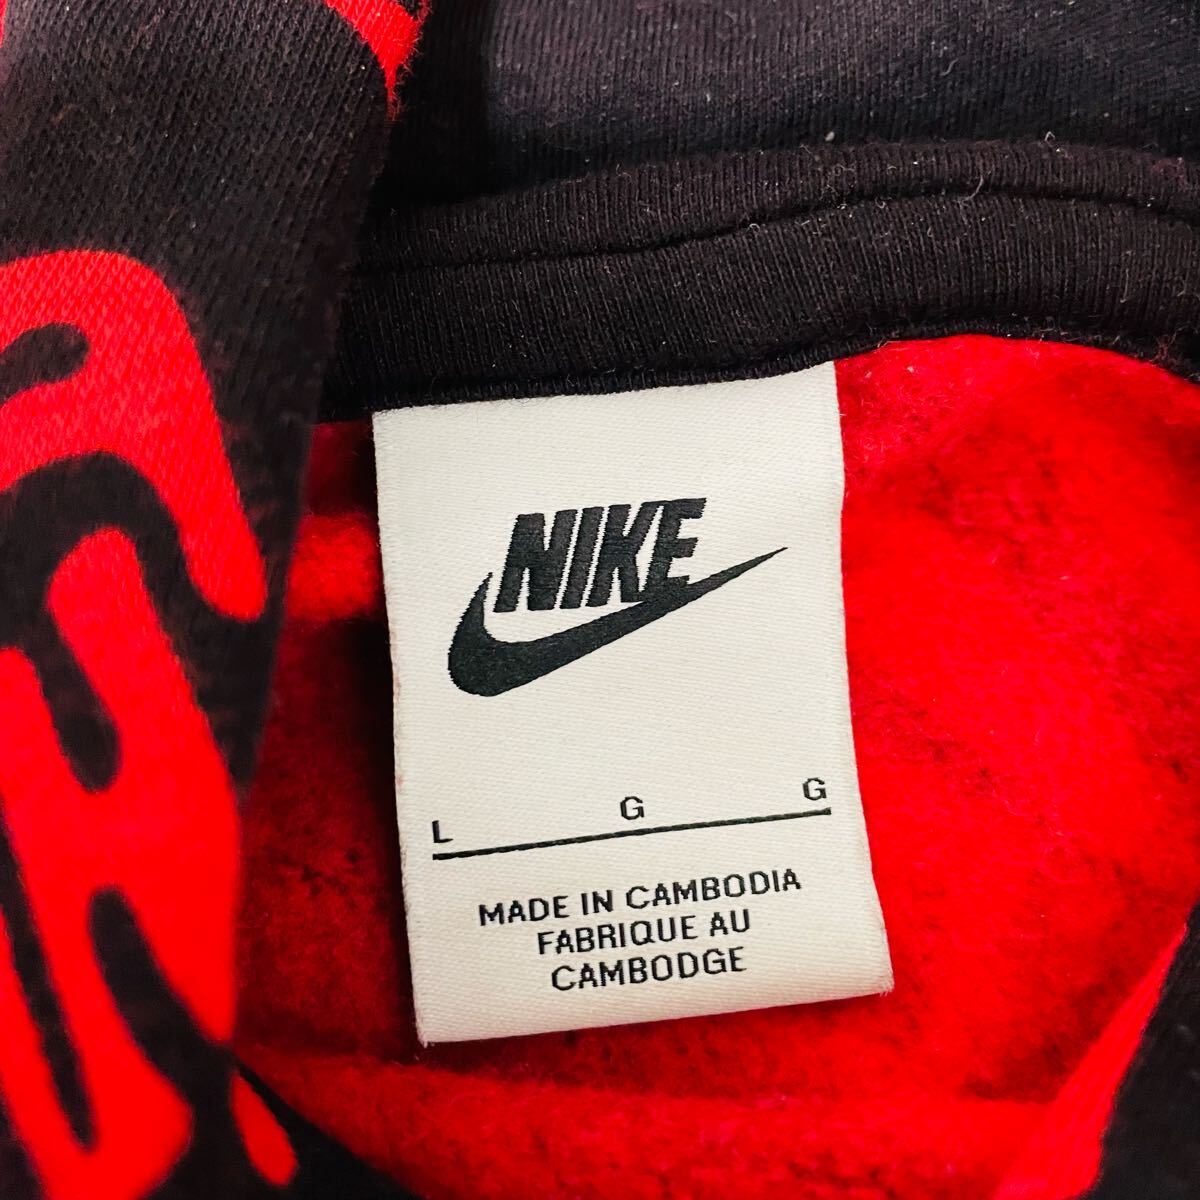 NIKE
L G G
MADE IN CAMBODIA
FABRIQUE AU
CAMBODGE